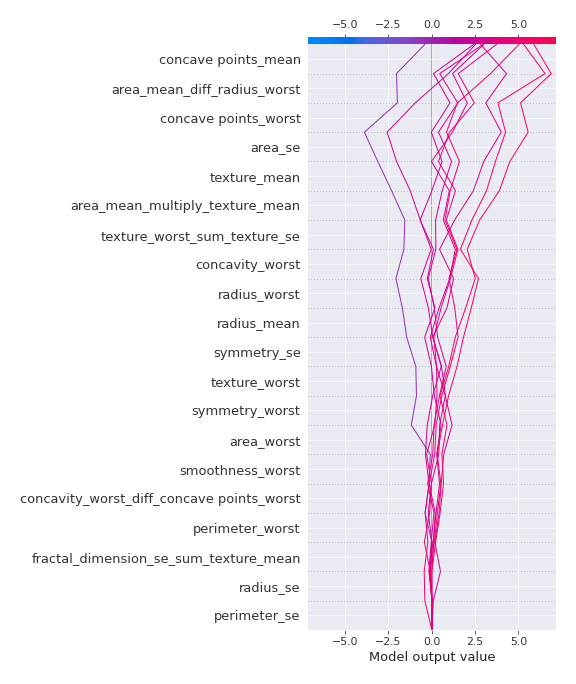 −5.0 −2.5 0.0 2.5 5.0
concave points_mean
area_mean_diff_radius_worst
concave points_worst
area_se
texture_mean
area_mean_multiply_texture_mean
texture_worst_sum_texture_se
concavity_worst
radius_worst
radius_mean
symmetry_se
texture_worst
symmetry_worst
area_worst
smoothness_worst
concavity_worst_diff_concave points_worst
perimeter_worst
fractal_dimension_se_sum_texture_mean
radius_se
perimeter_se
−5.0 −2.5 0.0 2.5 5.0
Model output value